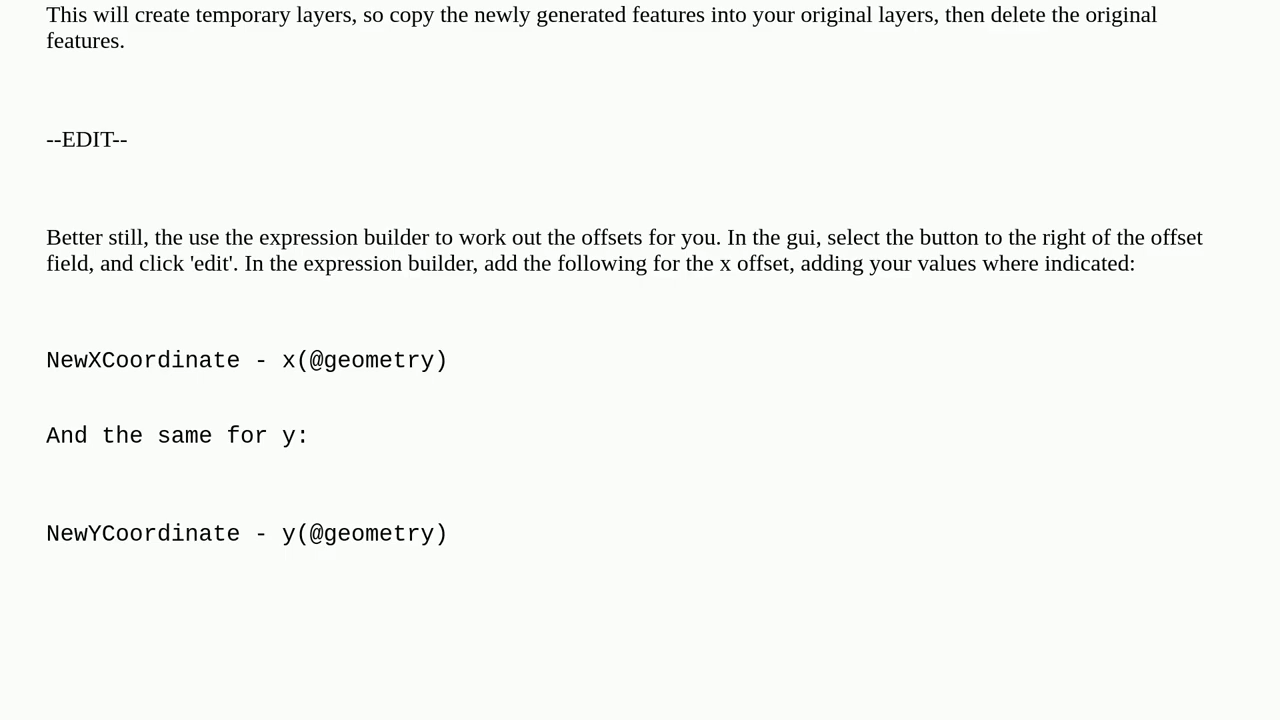 This will create temporary layers, so copy the newly generated features into your original layers, then delete the original
features.
--EDIT--
Better still, the use the expression builder to work out the offsets for you. In the gui, select the button to the right of the offset
field, and click 'edit'. In the expression builder, add the following for the x offset, adding your values where indicated:
NewXCoordinate - x(@geometry)
And the same for y:
NewYCoordinate - y(@geometry)